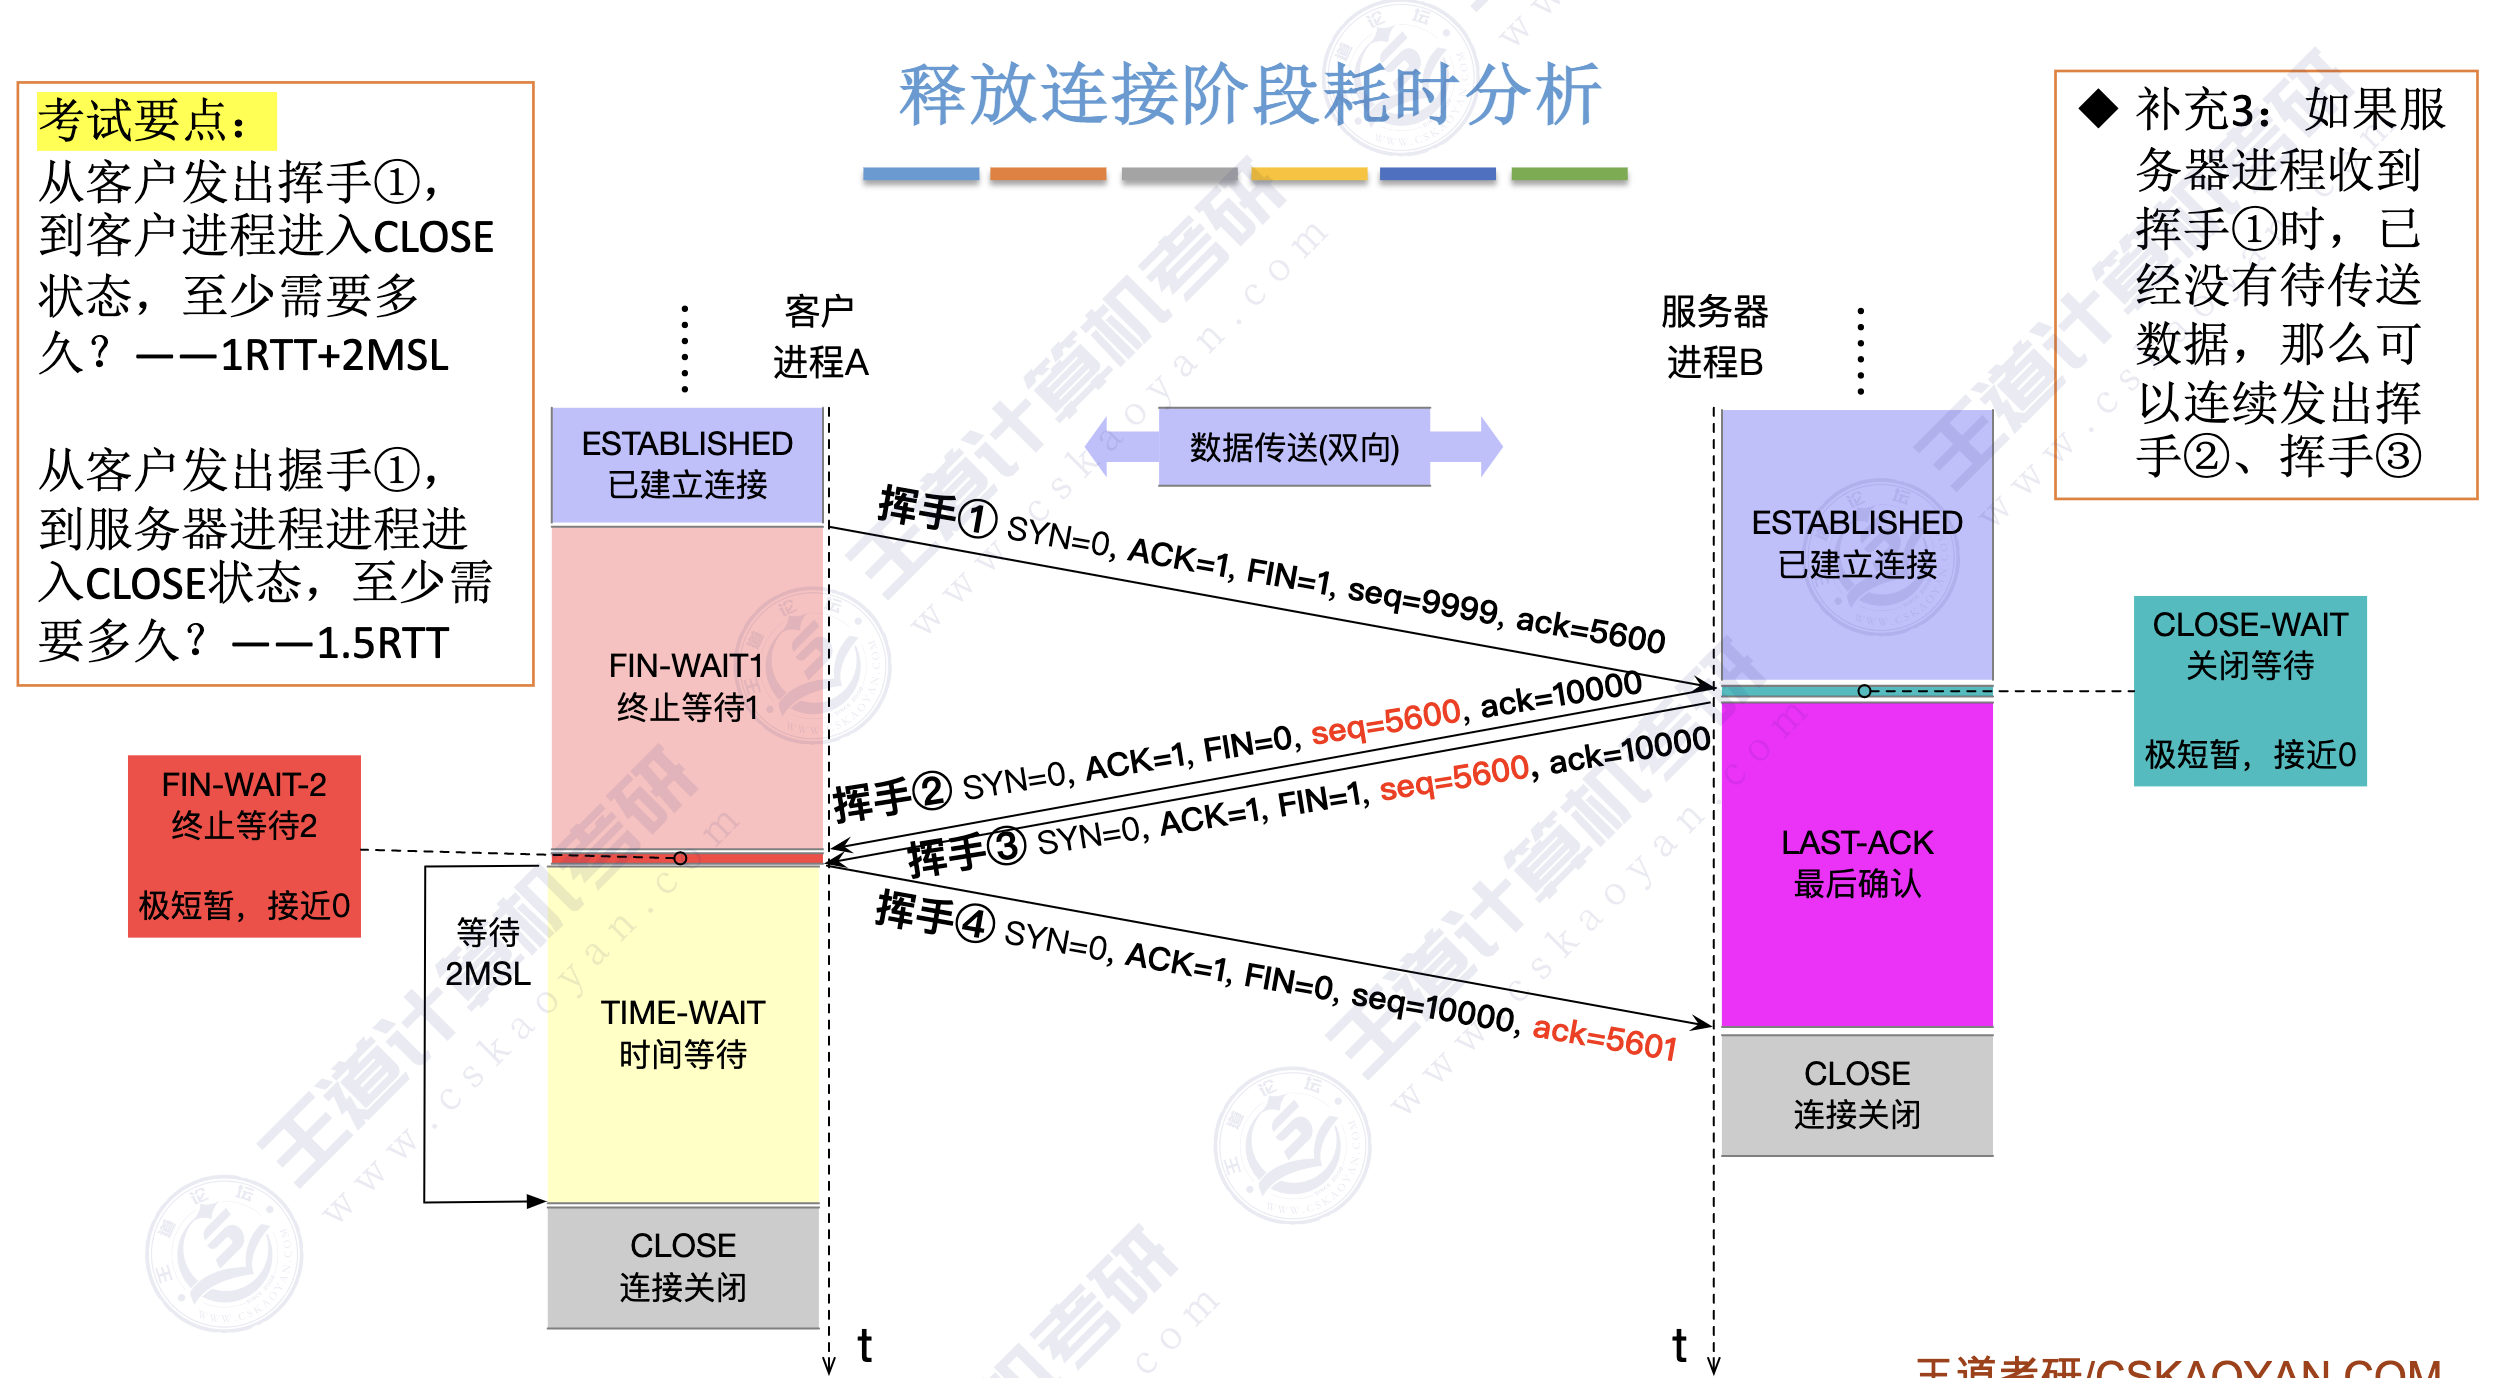 释放连接阶段耗时分析
考试要点：
从客户发出挥手①，
到客户进程进入CLOSE
状态，至少需要多
久？——1RTT+2MSL
从客户发出握手①，
到服务器进程进程进
入CLOSE状态，至少需
要多久？——1.5RTT
◆ 补充3：如果服
务器进程收到
挥手①时，已
经没有待传送
数据，那么可
以连续发出挥
手②、挥手③
客户
进程A
服务器
进程B
ESTABLISHED
已建立连接
数据传送(双向)
ESTABLISHED
已建立连接
挥手① SYN=0, ACK=1, FIN=1, seq=9999, ack=5600
FIN-WAIT1
终止等待1
CLOSE-WAIT
关闭等待
极短暂，接近0
挥手② SYN=0, ACK=1, FIN=0, seq=5600, ack=10000
挥手③ SYN=0, ACK=1, FIN=1, seq=5600, ack=10000
FIN-WAIT-2
终止等待2
极短暂，接近0
LAST-ACK
最后确认
挥手④ SYN=0, ACK=1, FIN=0, seq=10000, ack=5601
等待
2MSL
TIME-WAIT
时间等待
CLOSE
连接关闭
CLOSE
连接关闭
t
t
王道考研/CSKAOYAN.COM
王道计算机考研
www.cskaoyan.com